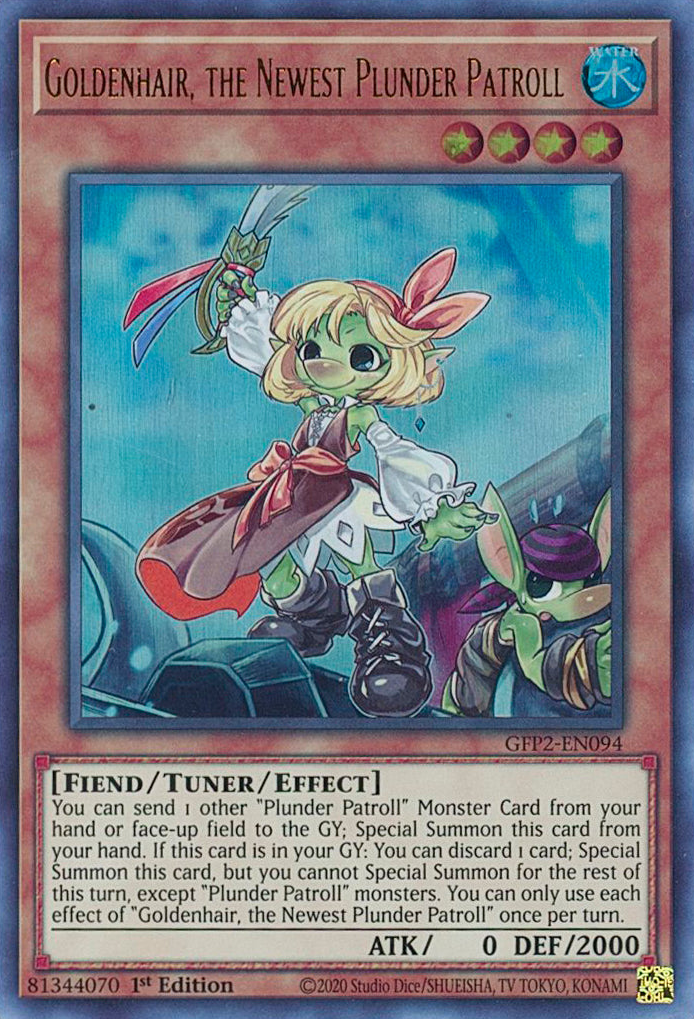 Goldenhair, the Newest Plunder Patroll
WATER
水
GFP2-EN094
[Fiend/Tuner/Effect]
You can send 1 other "Plunder Patroll" Monster Card from your
hand or face-up field to the GY; Special Summon this card from
your hand. If this card is in your GY: You can discard 1 card; Special
Summon this card, but you cannot Special Summon for the rest of
this turn, except "Plunder Patroll" monsters. You can only use each
effect of "Goldenhair, the Newest Plunder Patroll" once per turn.
ATK/ 0 DEF/2000
81344070 1st Edition ©2020 Studio Dice/SHUEISHA, TV TOKYO, KONAMI